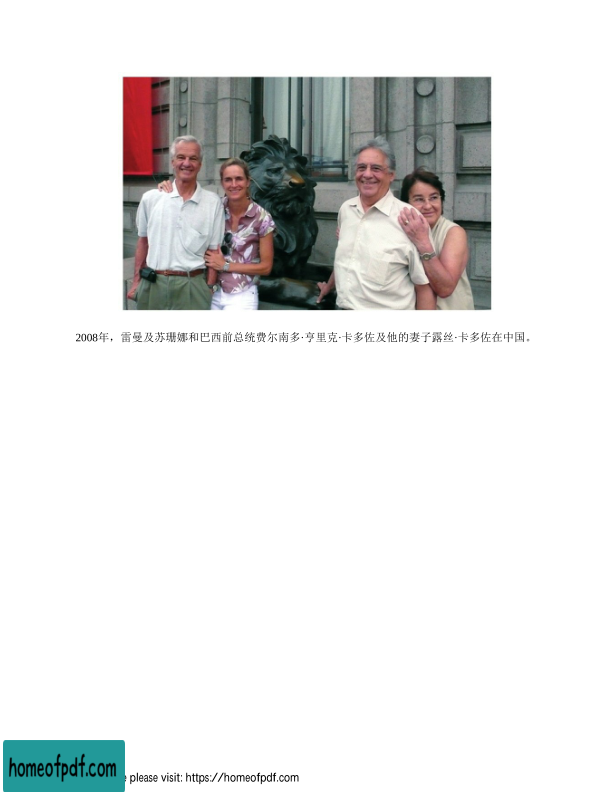 2008年，雷曼及苏珊娜和巴西前总统费尔南多·亨里克·卡多佐及他的妻子露丝·卡多佐在中国。
homeofpdf.com
e please visit: https://homeofpdf.com